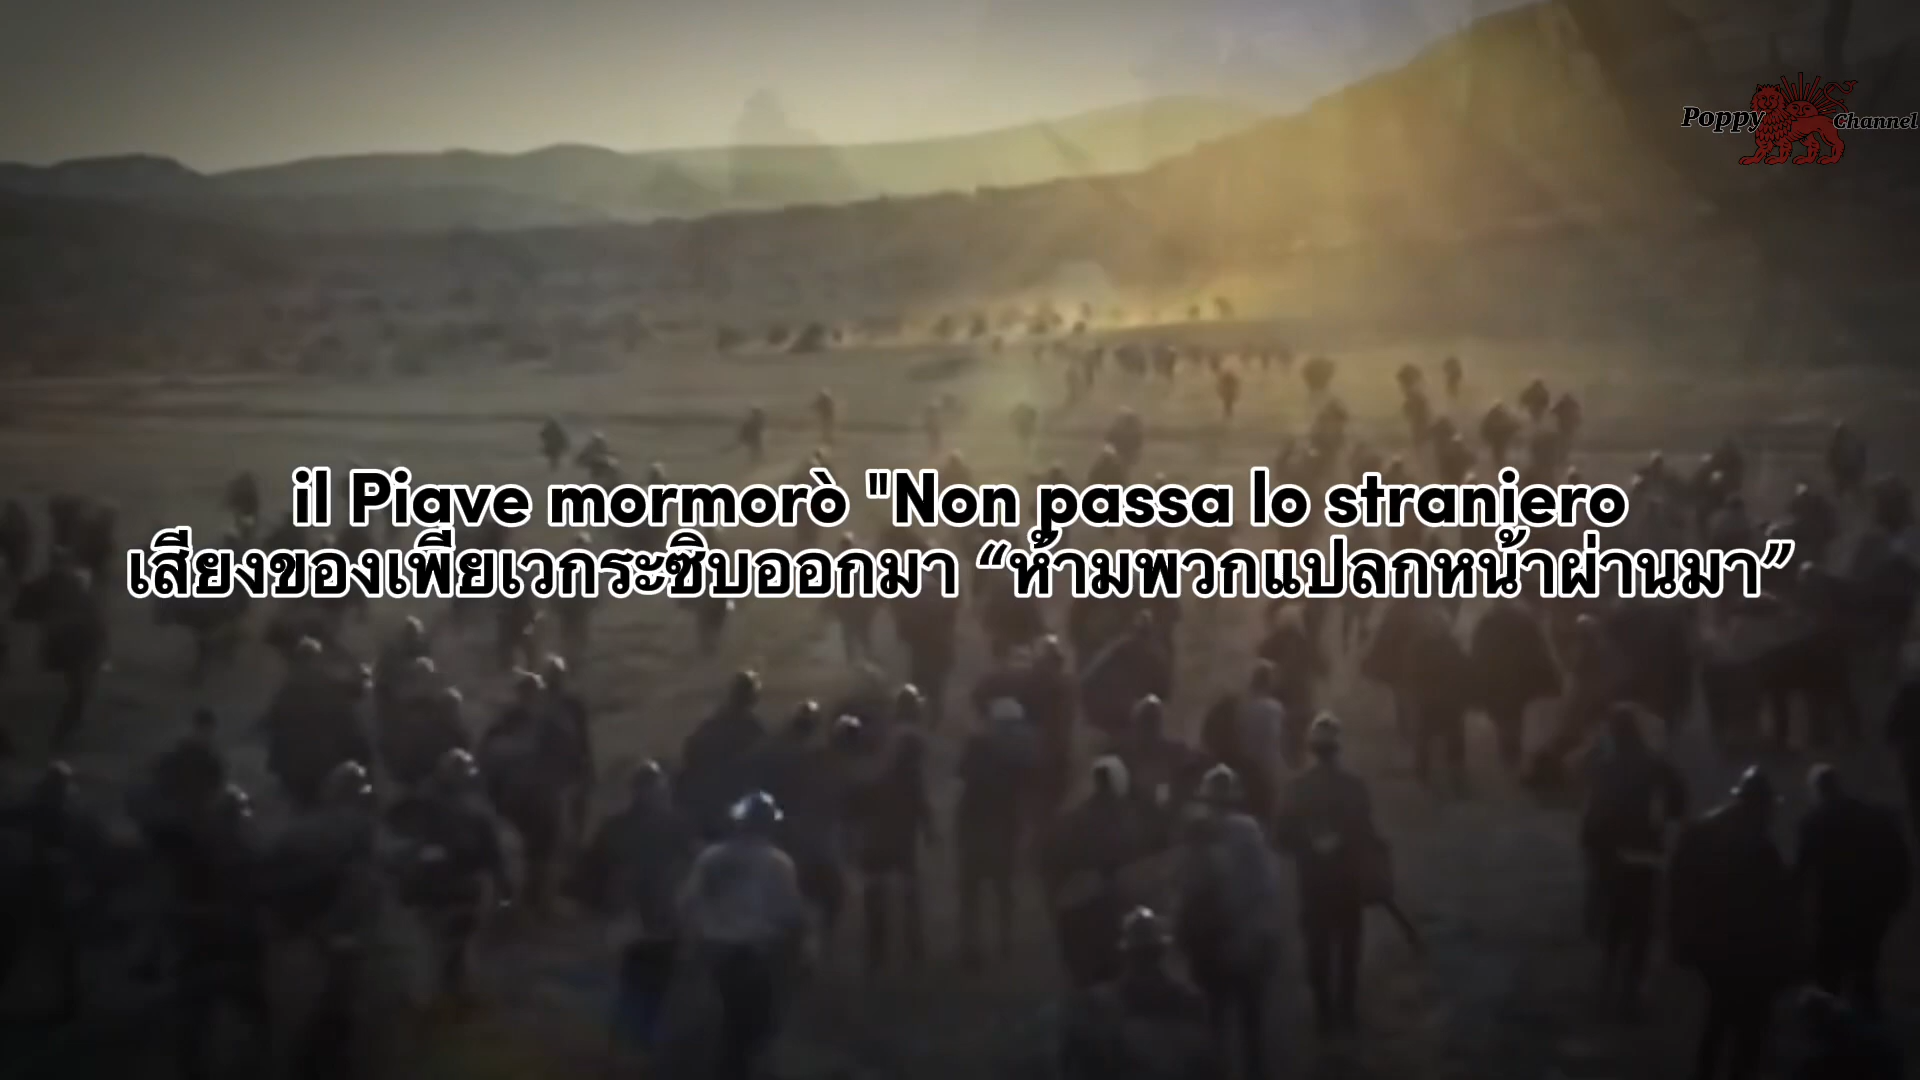 Poppy Channel
il Piave mormorò "Non passa lo straniero
เสียงของเพียเวกระซิบออกมา “ห้ามพวกแปลกหน้าผ่านมา”